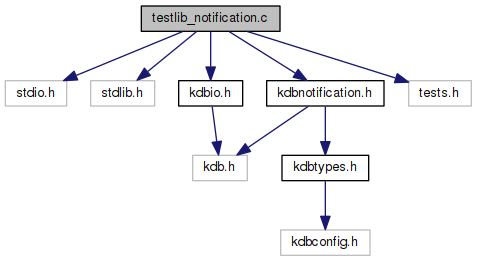 testlib_notification.c
stdio.h
stdlib.h
kdbio.h
kdbnotification.h
tests.h
kdb.h
kdbtypes.h
kdbconfig.h